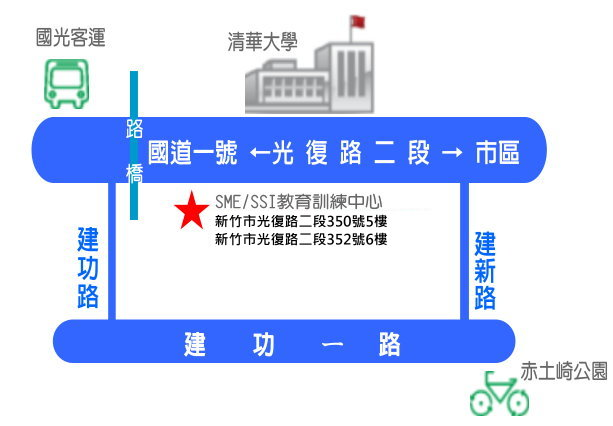 國光客運
清華大學
路橋
國道一號 ←光復路二段→ 市區
SME/SSI教育訓練中心
新竹市光復路二段350號5樓
新竹市光復路二段352號6樓
建功路
建新路
建功一路
赤土崎公園